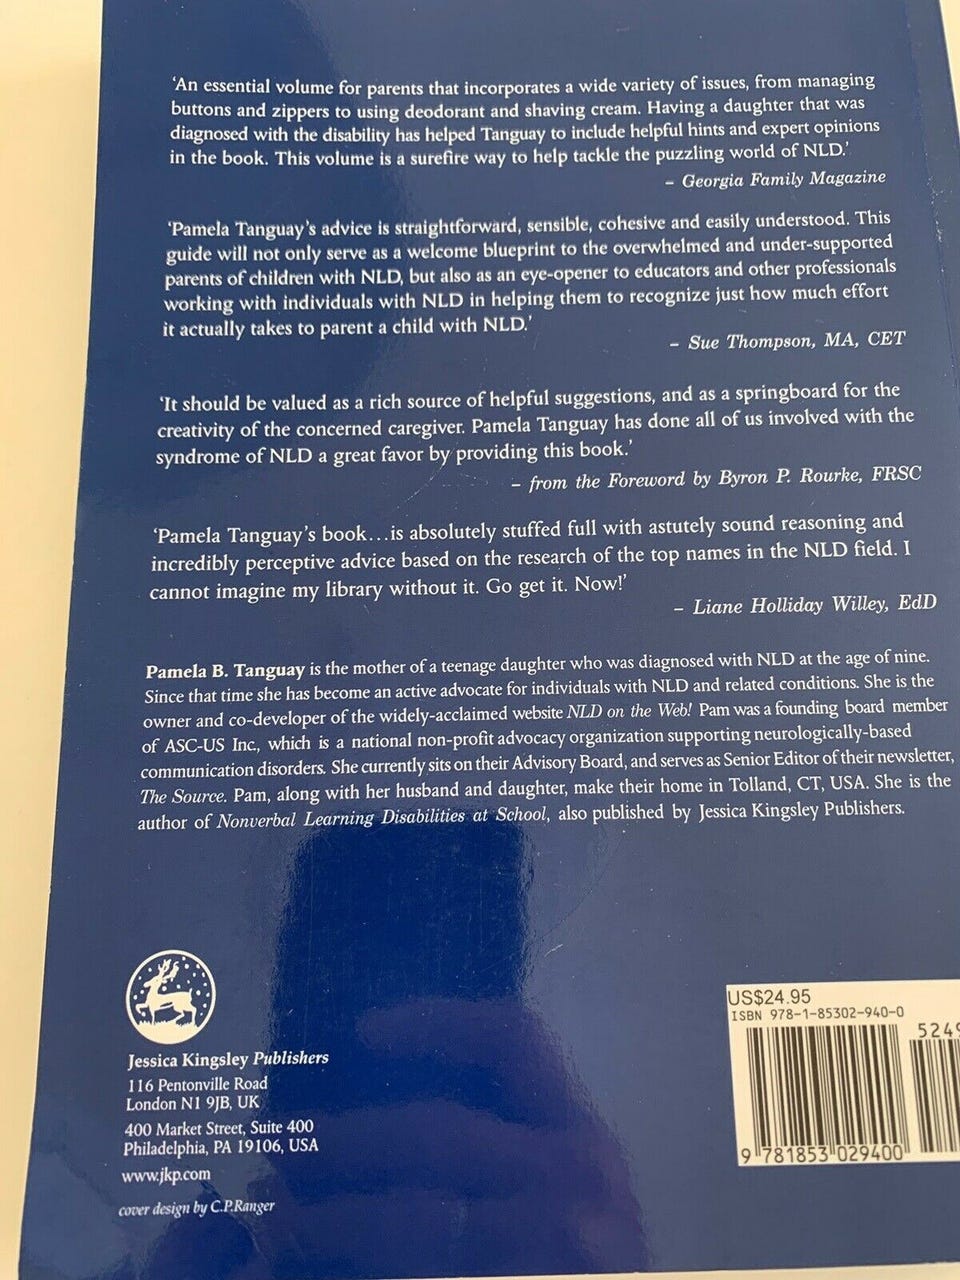 ‘An essential volume for parents that incorporates a wide variety of issues, from managing
buttons and zippers to using deodorant and shaving cream. Having a daughter that was
diagnosed with the disability has helped Tanguay to include helpful hints and expert opinions
in the book. This volume is a surefire way to help tackle the puzzling world of NLD.’
– Georgia Family Magazine
‘Pamela Tanguay’s advice is straightforward, sensible, cohesive and easily understood. This
guide will not only serve as a welcome blueprint to the overwhelmed and under-supported
parents of children with NLD, but also as an eye-opener to educators and other professionals
working with individuals with NLD in helping them to recognize just how much effort
it actually takes to parent a child with NLD.’
– Sue Thompson, MA, CET
‘It should be valued as a rich source of helpful suggestions, and as a springboard for the
creativity of the concerned caregiver. Pamela Tanguay has done all of us involved with the
syndrome of NLD a great favor by providing this book.’
– from the Foreword by Byron P. Rourke, FRSC
‘Pamela Tanguay’s book…is absolutely stuffed full with astutely sound reasoning and
incredibly perceptive advice based on the research of the top names in the NLD field. I
cannot imagine my library without it. Go get it. Now!’
– Liane Holliday Willey, EdD
Pamela B. Tanguay is the mother of a teenage daughter who was diagnosed with NLD at the age of nine.
Since that time she has become an active advocate for individuals with NLD and related conditions. She is the
owner and co-developer of the widely-acclaimed website NLD on the Web! Pam was a founding board member
of ASC-US Inc., which is a national non-profit advocacy organization supporting neurologically-based
communication disorders. She currently sits on their Advisory Board, and serves as Senior Editor of their newsletter,
The Source. Pam, along with her husband and daughter, make their home in Tolland, CT, USA. She is the
author of Nonverbal Learning Disabilities at School, also published by Jessica Kingsley Publishers.
Jessica Kingsley Publishers
116 Pentonville Road
London N1 9JB, UK
400 Market Street, Suite 400
Philadelphia, PA 19106, USA
www.jkp.com
cover design by C.P.Ranger
US$24.95
ISBN 978-1-85302-940-0
5249
9 781853 029400